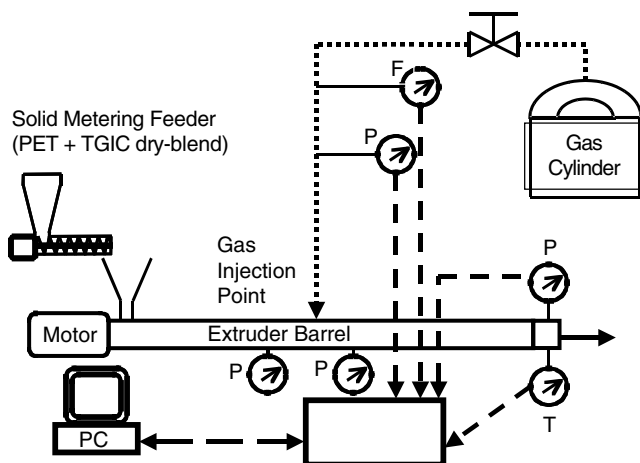 F
Solid Metering Feeder
(PET + TGIC dry-blend)
P
Gas
Cylinder
Gas
Injection
Point
P
Motor
Extruder Barrel
P
P
T
PC